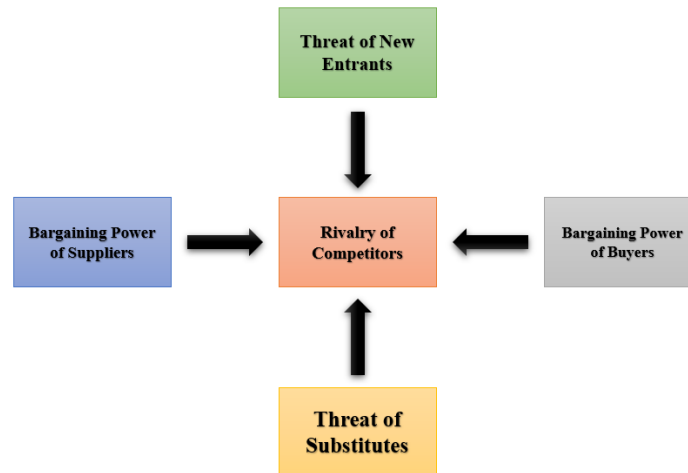 Threat of New
Entrants
Bargaining Power
of Suppliers
Rivalry of
Competitors
Bargaining Power
of Buyers
Threat of
Substitutes